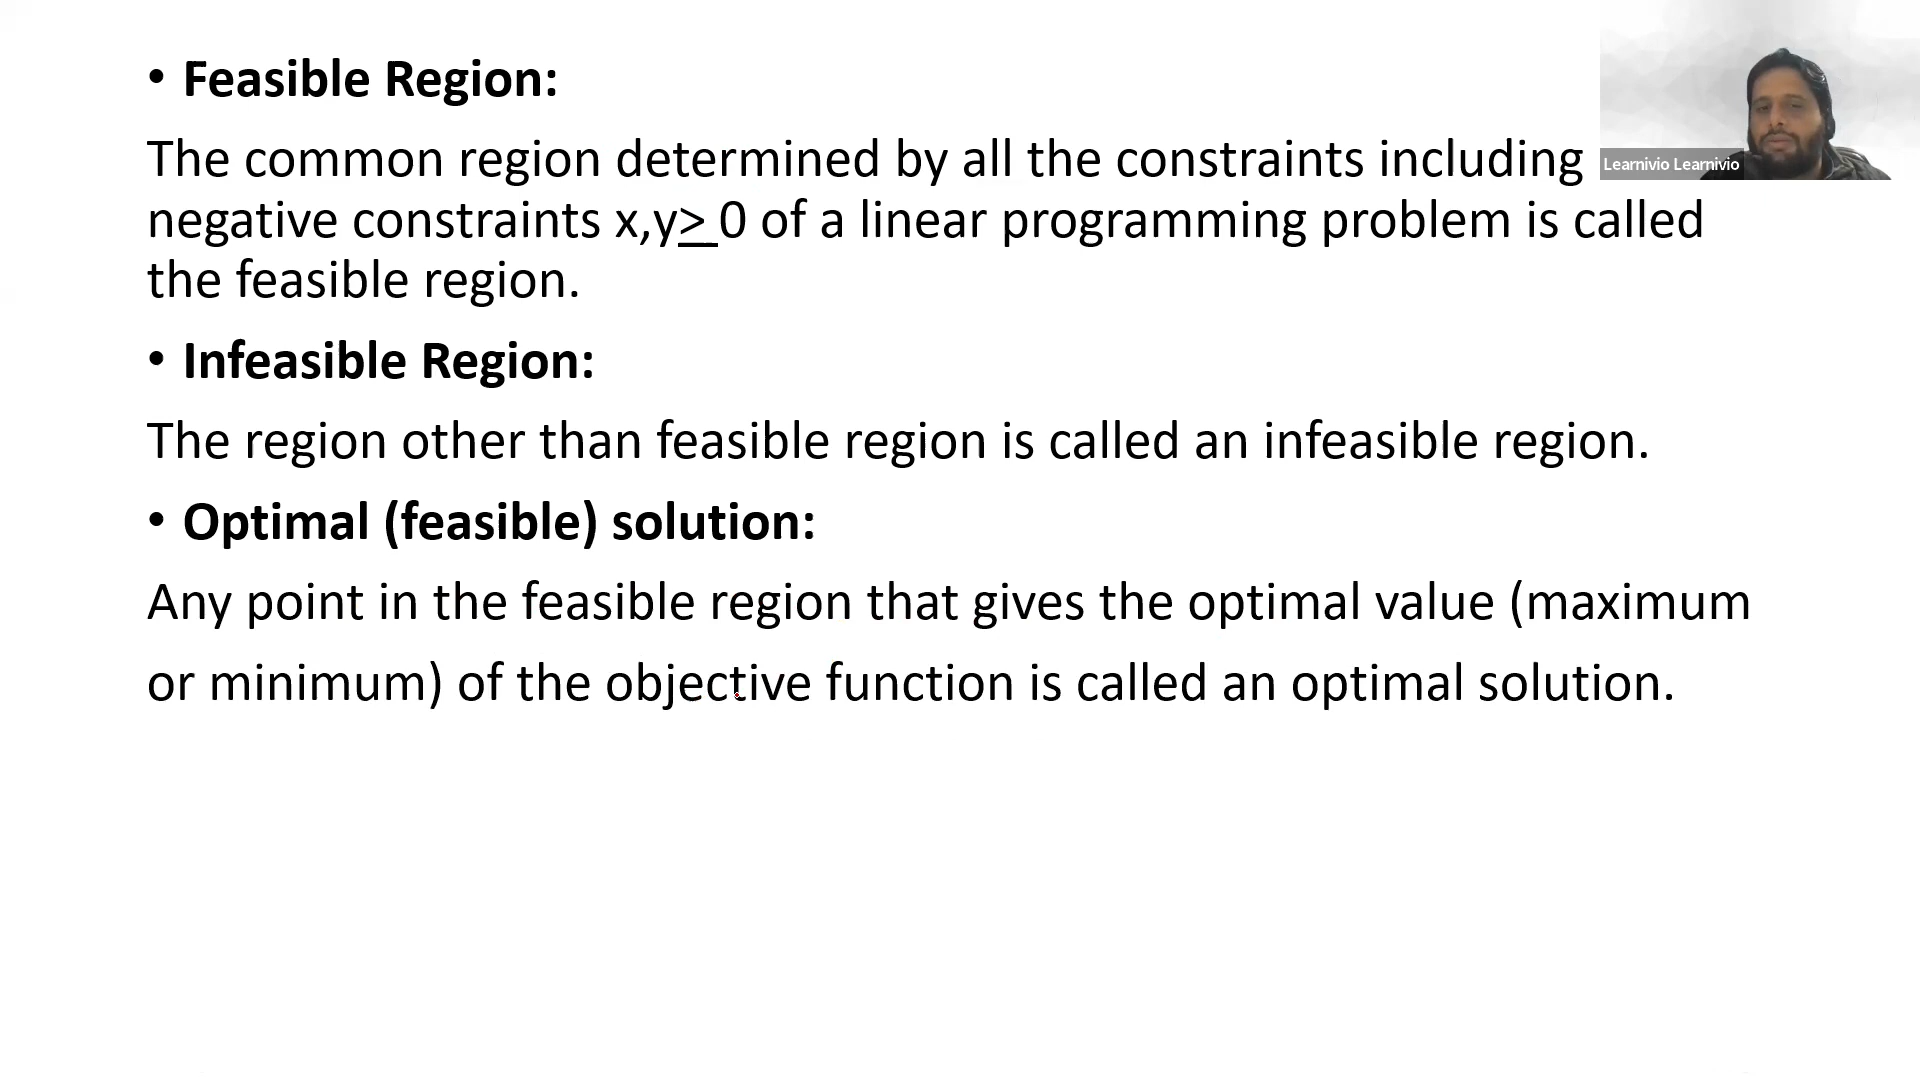 • Feasible Region:
The common region determined by all the constraints including
negative constraints x,y≥ 0 of a linear programming problem is called
the feasible region.
• Infeasible Region:
The region other than feasible region is called an infeasible region.
• Optimal (feasible) solution:
Any point in the feasible region that gives the optimal value (maximum
or minimum) of the objective function is called an optimal solution.
Learnivio Learnivio